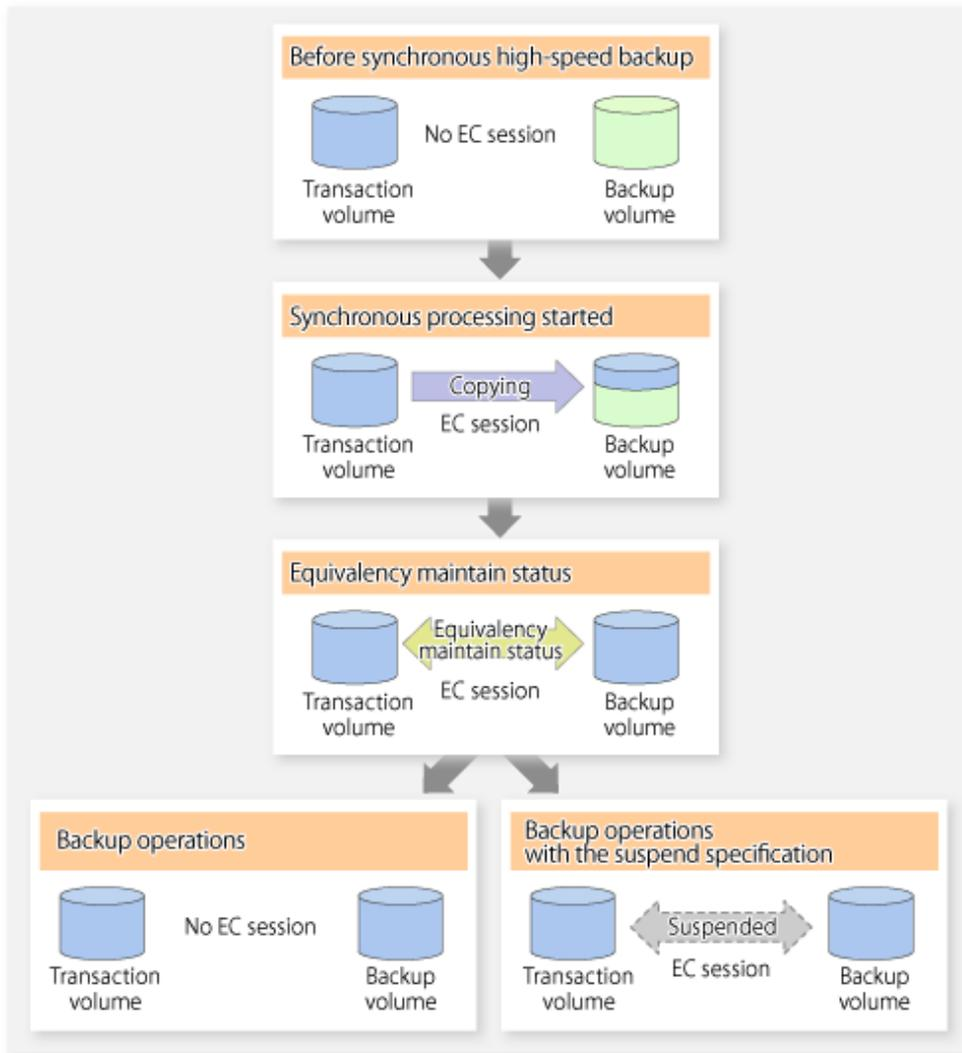 Before synchronous high-speed backup
No EC session
Transaction
volume
Backup
volume
Synchronous processing started
Copying
EC session
Transaction
volume
Backup
volume
Equivalency maintain status
Equivalency
maintain status
EC session
Transaction
volume
Backup
volume
Backup operations
No EC session
Transaction
volume
Backup
volume
Backup operations
with the suspend specification
Suspended
EC session
Transaction
volume
Backup
volume